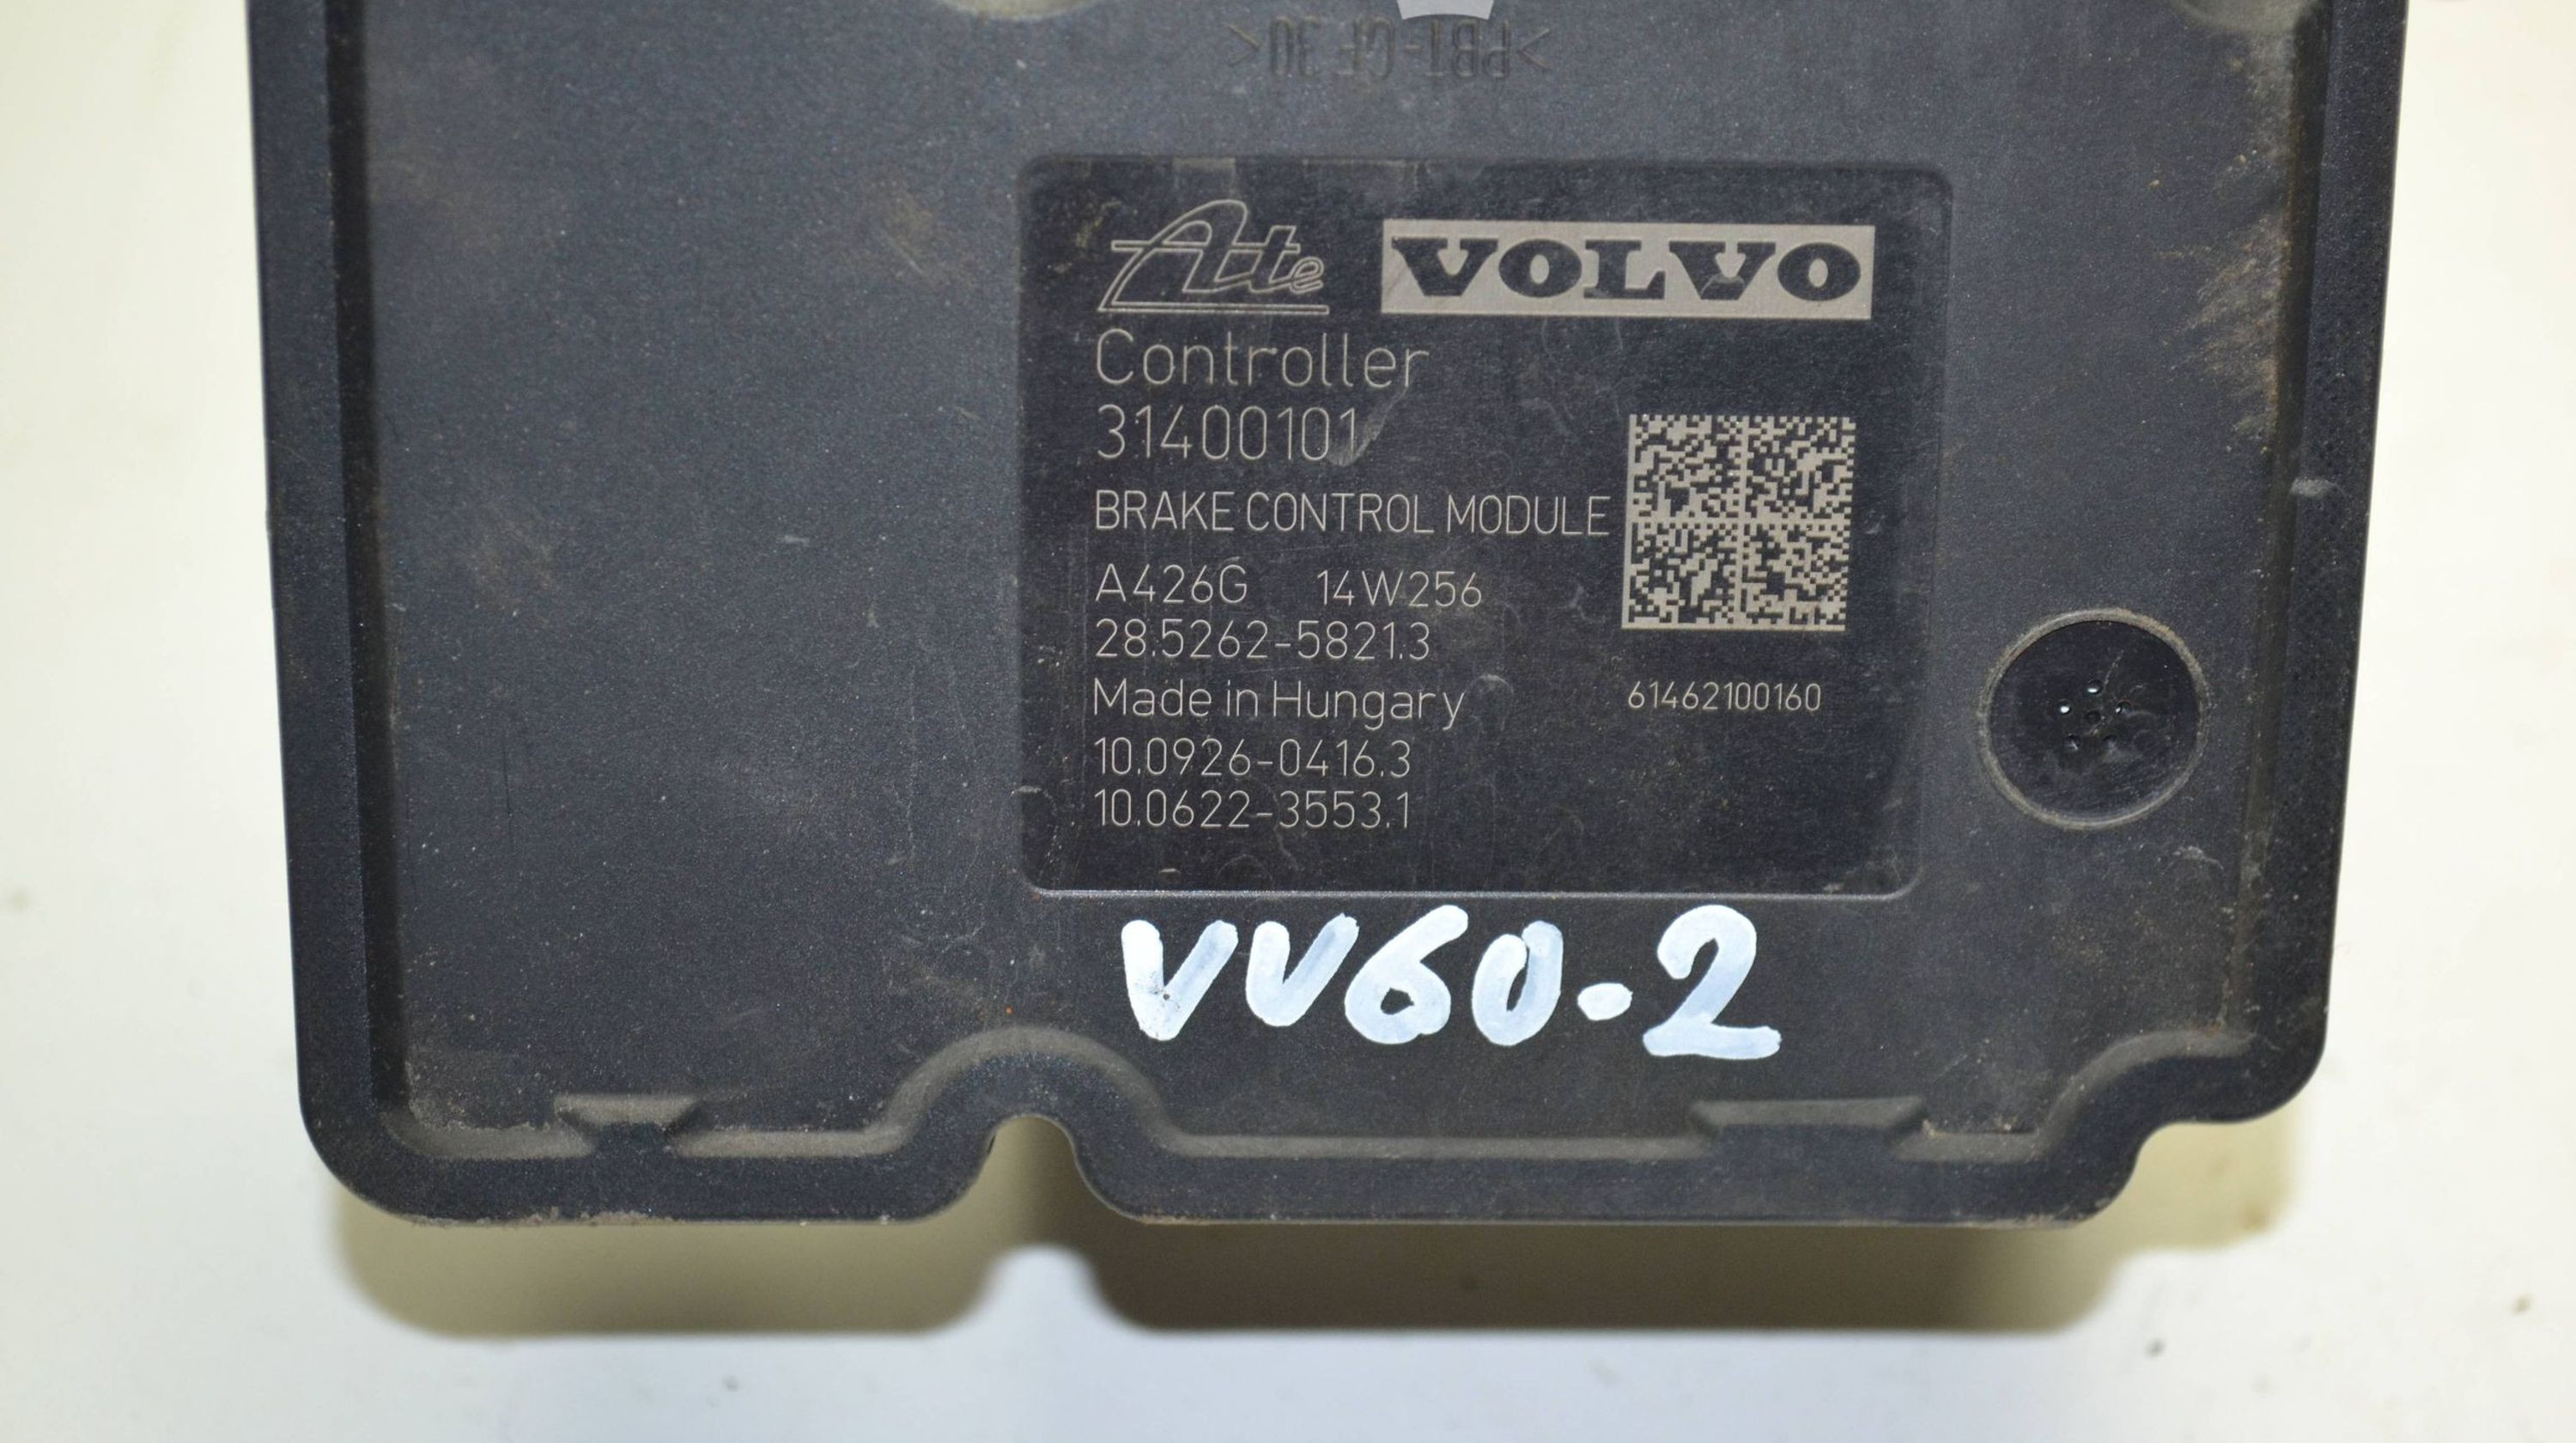 >PBT-GF30<
Ate VOLVO
Controller
31400101
BRAKE CONTROL MODULE
A426G 14W256
28.5262-5821.3
Made in Hungary 61462100160
10.0926-0416.3
10.0622-3553.1
VV60.2